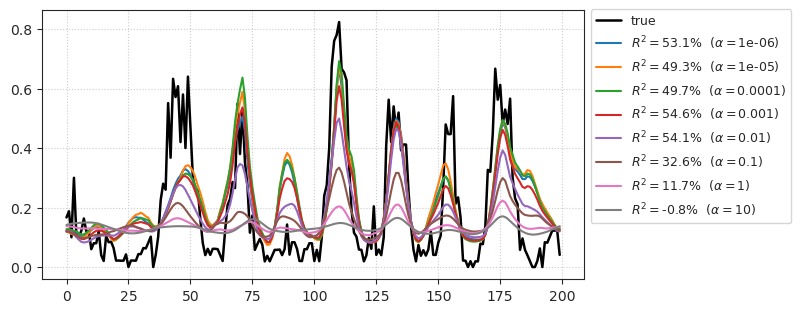 true
R² = 53.1% (α = 1e-06)
R² = 49.3% (α = 1e-05)
R² = 49.7% (α = 0.0001)
R² = 54.6% (α = 0.001)
R² = 54.1% (α = 0.01)
R² = 32.6% (α = 0.1)
R² = 11.7% (α = 1)
R² = -0.8% (α = 10)
0.8
0.6
0.4
0.2
0.0
0 25 50 75 100 125 150 175 200